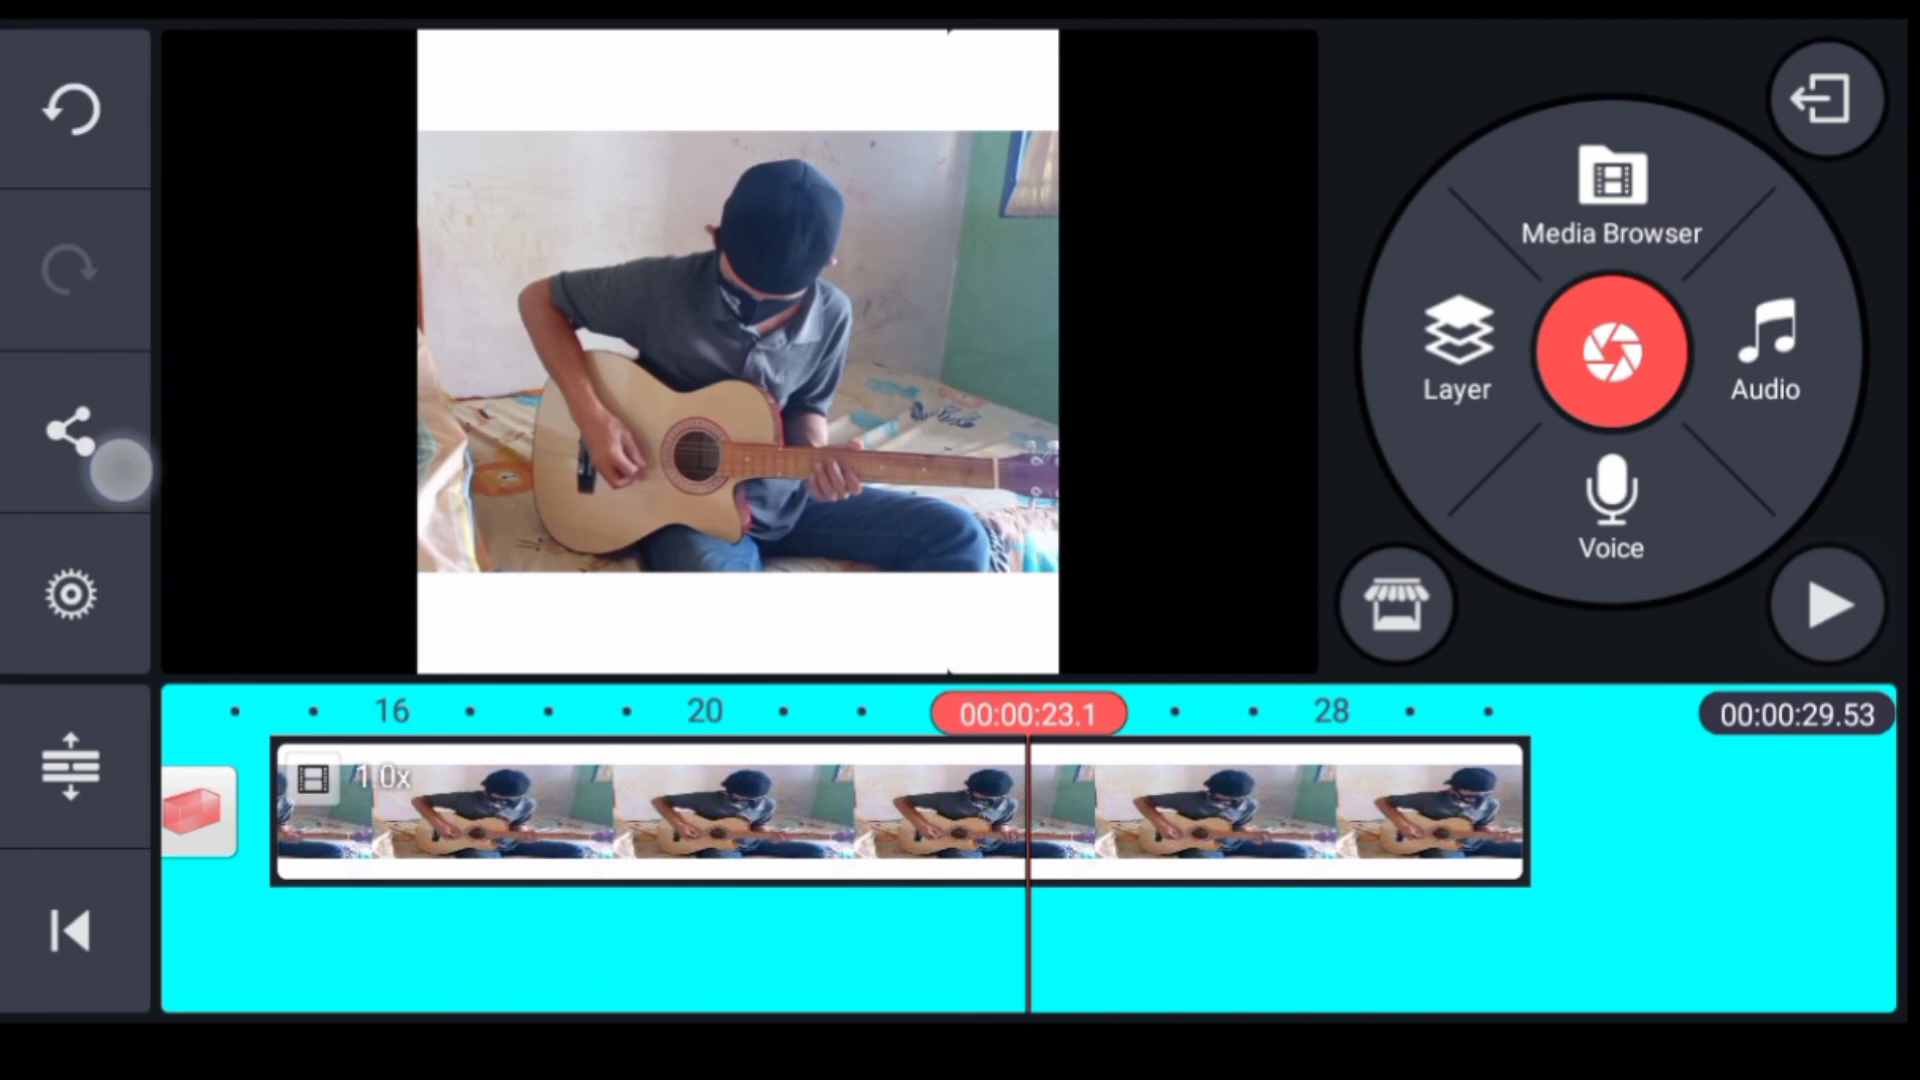 Media Browser
Layer
Audio
Voice
16
20
00:00:23.1
28
00:00:29.53
1.0x